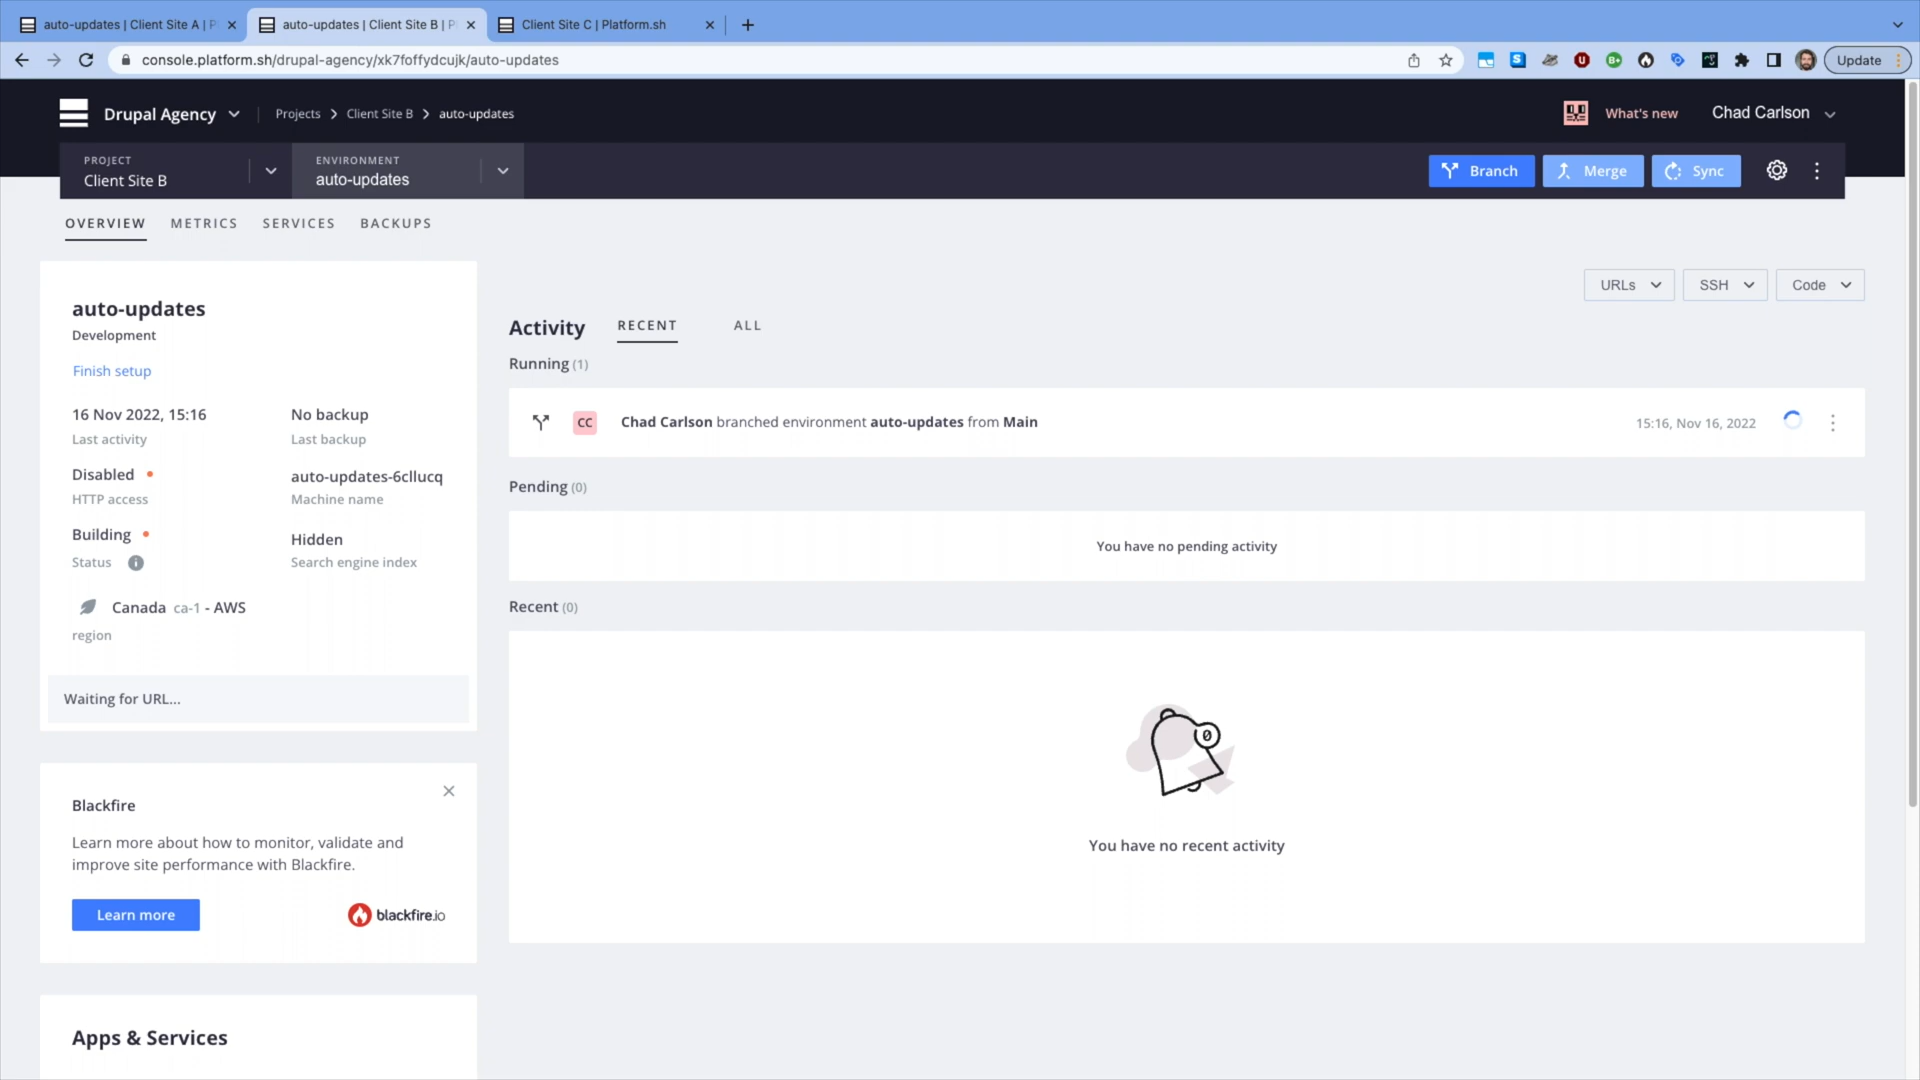 auto-updates | Client Site A | P
auto-updates | Client Site B | P
Client Site C | Platform.sh
console.platform.sh/drupal-agency/xk7foffydcujk/auto-updates
Update
Drupal Agency
Projects
Client Site B
auto-updates
What's new
Chad Carlson
PROJECT
Client Site B
ENVIRONMENT
auto-updates
Branch
Merge
Sync
OVERVIEW
METRICS
SERVICES
BACKUPS
auto-updates
Development
Finish setup
16 Nov 2022, 15:16
Last activity
No backup
Last backup
Disabled
HTTP access
auto-updates-6cllucq
Machine name
Building
Status
Hidden
Search engine index
Canada ca-1 - AWS
region
Waiting for URL...
Blackfire
Learn more about how to monitor, validate and
improve site performance with Blackfire.
Learn more
blackfire.io
Apps & Services
URLs
SSH
Code
Activity
RECENT
ALL
Running (1)
CC
Chad Carlson branched environment auto-updates from Main
15:16, Nov 16, 2022
Pending (0)
You have no pending activity
Recent (0)
0
You have no recent activity